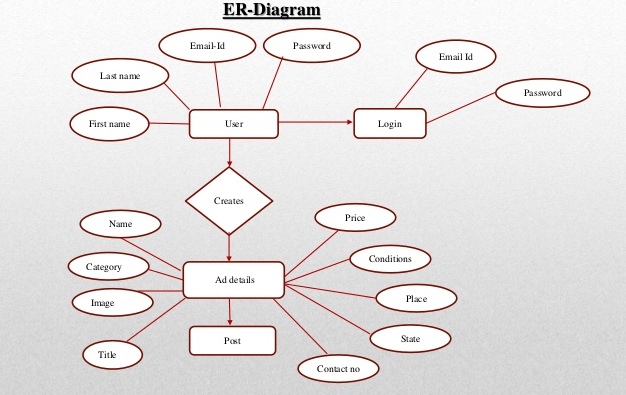 ER-Diagram
Email-Id
Password
Email Id
Last name
Password
First name
User
Login
Creates
Name
Price
Category
Conditions
Ad details
Image
Place
Post
State
Title
Contact no